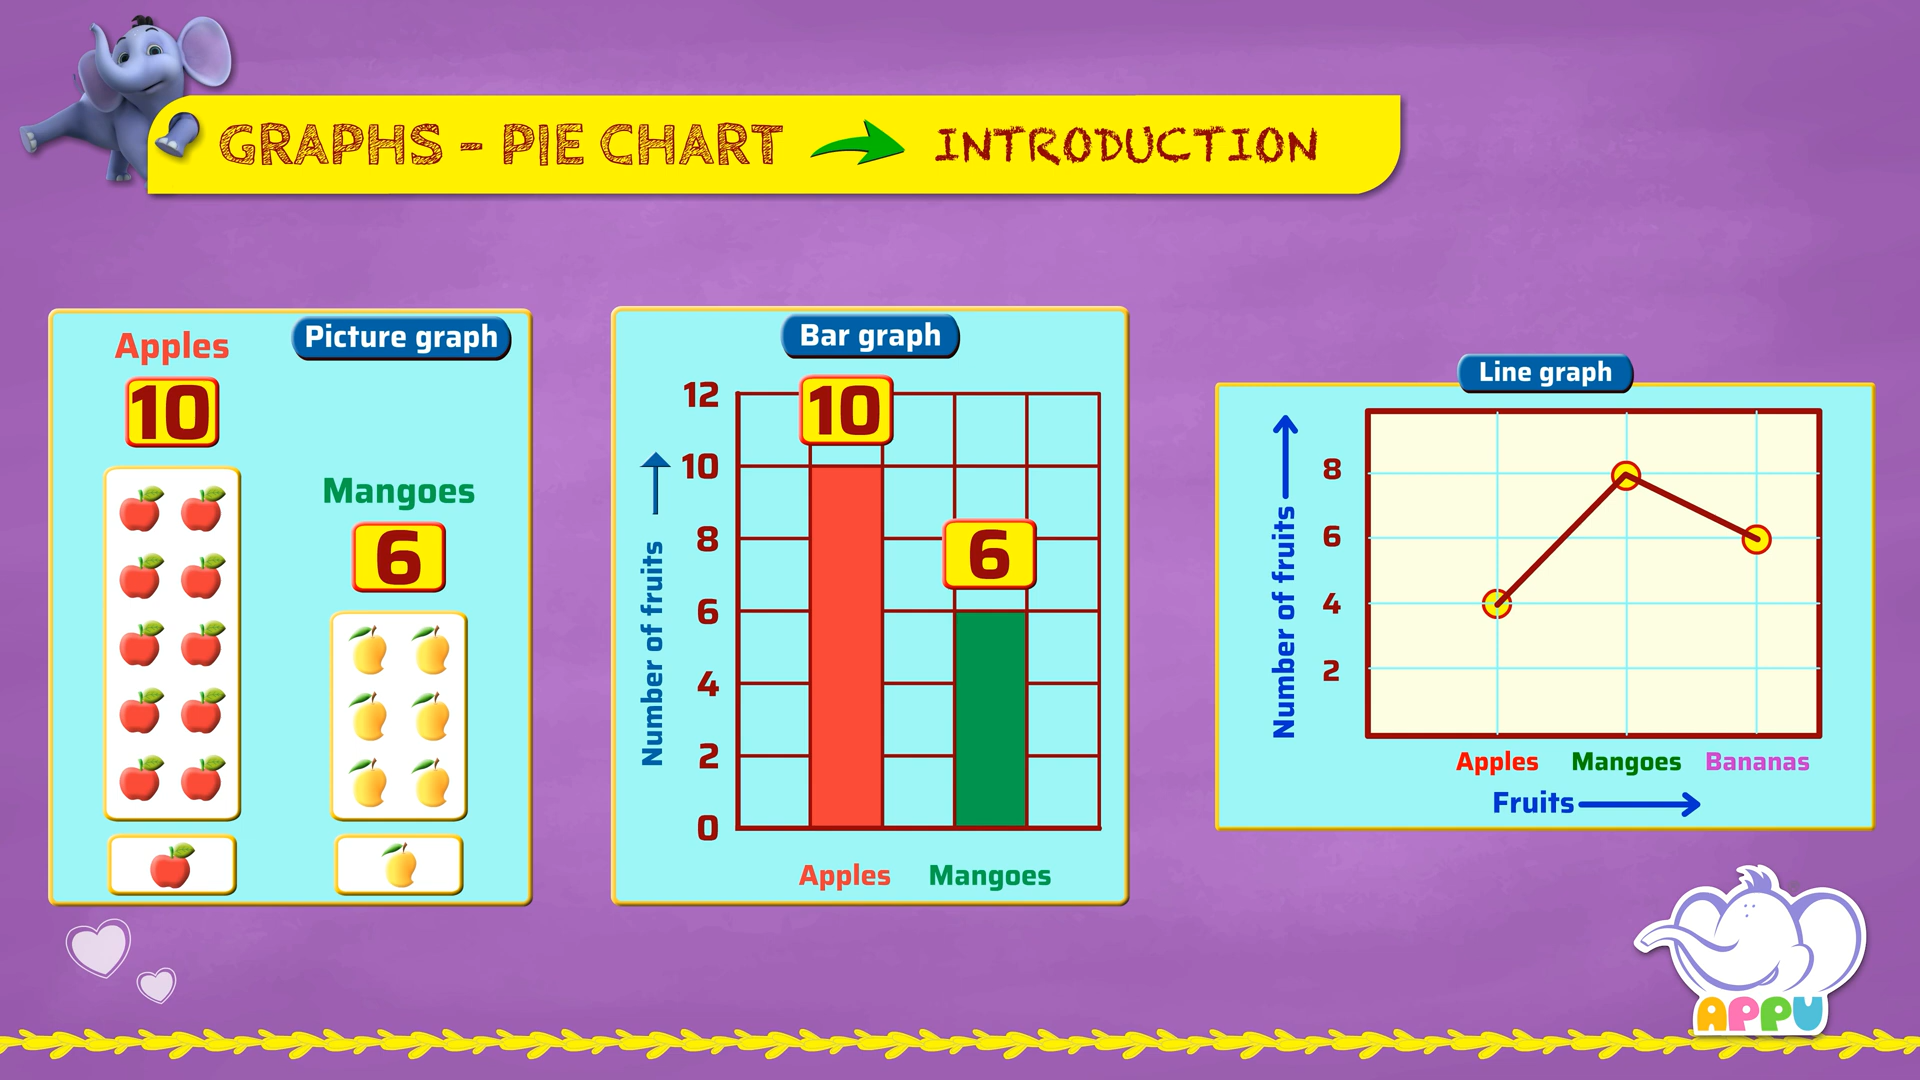 GRAPHS - PIE CHART INTRODUCTION
Apples
Picture graph
10
Mangoes
6
Bar graph
12
10
10
8
6
6
4
2
0
Number of fruits
Apples Mangoes
Line graph
8
6
4
2
Number of fruits
Apples Mangoes Bananas
Fruits
APPU